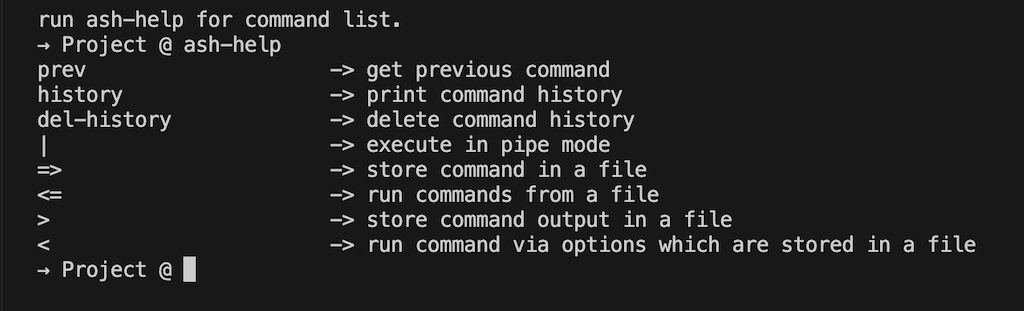 run ash-help for command list.
→ Project @ ash-help
prev                    —> get previous command
history                 —> print command history
del-history             —> delete command history
|                       —> execute in pipe mode
=>                      —> store command in a file
<=                      —> run commands from a file
>                       —> store command output in a file
<                       —> run command via options which are stored in a file
→ Project @